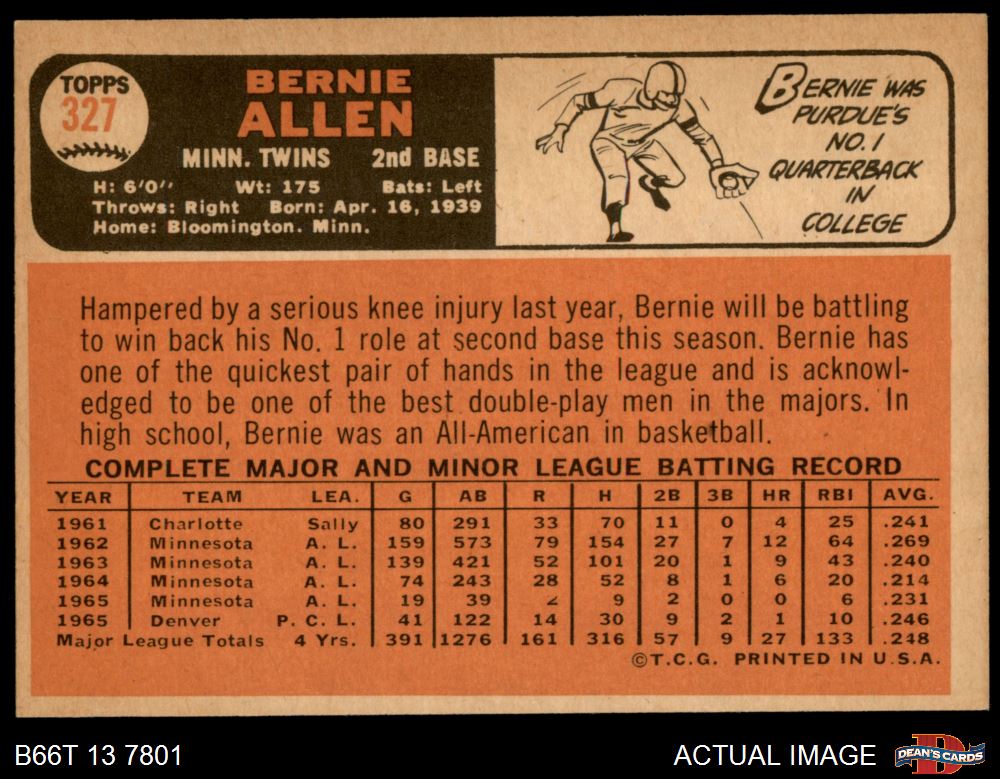 TOPPS
327
BERNIE
ALLEN
MINN. TWINS 2nd BASE
H: 6'0" Wt: 175 Bats: Left
Throws: Right Born: Apr. 16, 1939
Home: Bloomington. Minn.
BERNIE WAS
PURDUE'S
NO. 1
QUARTERBACK
IN
COLLEGE
Hampered by a serious knee injury last year, Bernie will be battling
to win back his No. 1 role at second base this season. Bernie has
one of the quickest pair of hands in the league and is acknowl-
edged to be one of the best double-play men in the majors. In
high school, Bernie was an All-American in basketball.
COMPLETE MAJOR AND MINOR LEAGUE BATTING RECORD
YEAR TEAM LEA. G AB R H 2B 3B HR RBI AVG.
1961 Charlotte Sally 80 291 33 70 11 0 4 25 .241
1962 Minnesota A. L. 159 573 79 154 27 7 12 64 .269
1963 Minnesota A. L. 139 421 52 101 20 1 9 43 .240
1964 Minnesota A. L. 74 243 28 52 8 1 6 20 .214
1965 Minnesota A. L. 19 39 2 9 2 0 0 6 .231
1965 Denver P. C. L. 41 122 14 30 9 2 1 10 .246
Major League Totals 4 Yrs. 391 1276 161 316 57 9 27 133 .248
©T.C.G. PRINTED IN U.S.A.
B66T 13 7801 ACTUAL IMAGE
DEAN'S CARDS